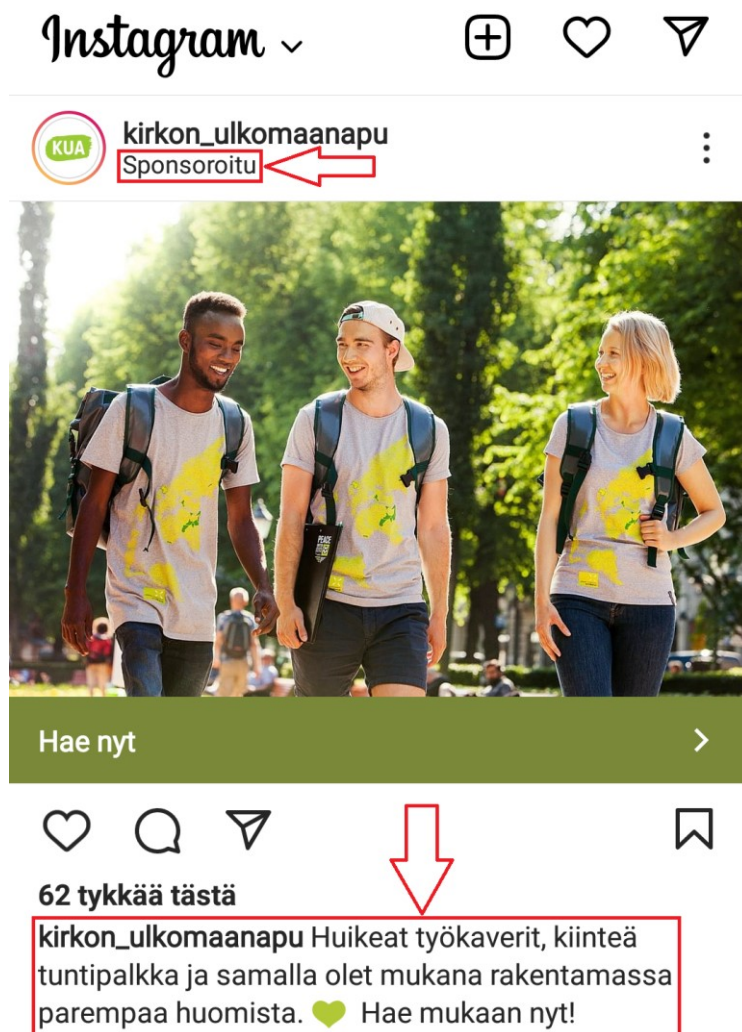 Instagram
KUA
kirkon_ulkomaanapu
Sponsoroitu
PEACE
Hae nyt
62 tykkää tästä
kirkon_ulkomaanapu Huikeat työkaverit, kiinteä
tuntipalkka ja samalla olet mukana rakentamassa
parempaa huomista. 💚 Hae mukaan nyt!